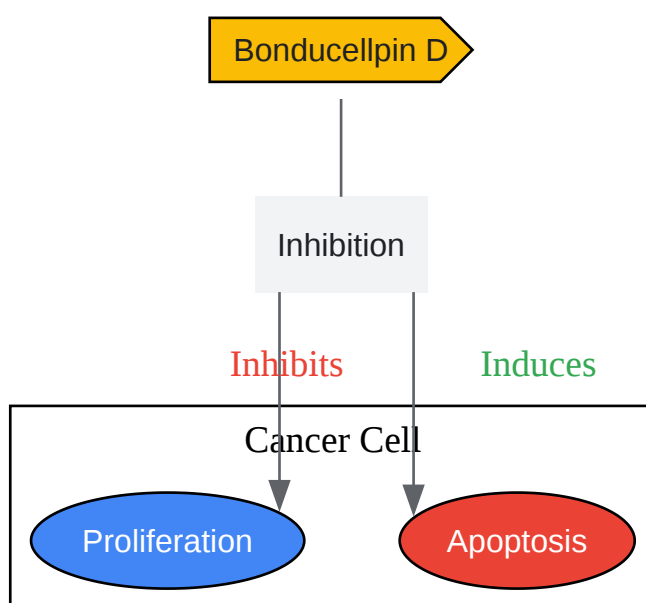 Bonducellpin D
Inhibition
Inhibits
Induces
Cancer Cell
Proliferation
Apoptosis